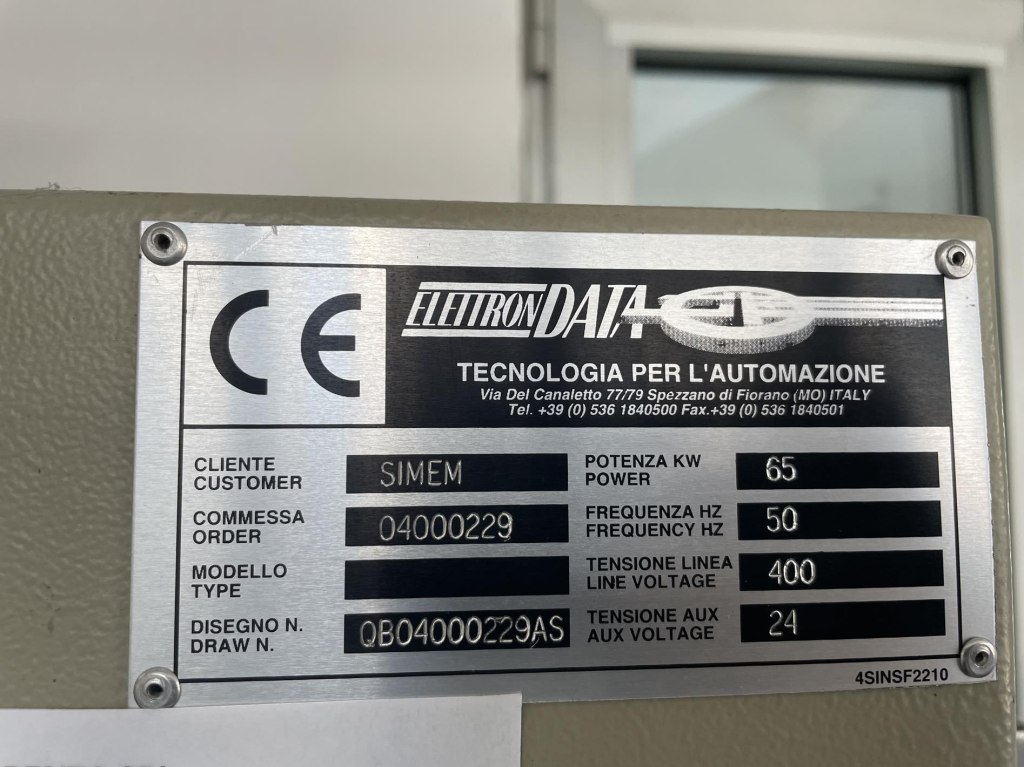 CE
ELETTRONDATA
TECNOLOGIA PER L'AUTOMAZIONE
Via Del Canaletto 77/79 Spezzano di Fiorano (MO) ITALY
Tel. +39 (0) 536 1840500 Fax.+39 (0) 536 1840501
CLIENTE
CUSTOMER
SIMEM
COMMESSA
ORDER
04000229
MODELLO
TYPE
DISEGNO N.
DRAW N.
QB04000229AS
POTENZA KW
POWER
65
FREQUENZA HZ
FREQUENCY HZ
50
TENSIONE LINEA
LINE VOLTAGE
400
TENSIONE AUX
AUX VOLTAGE
24
4SINSF2210